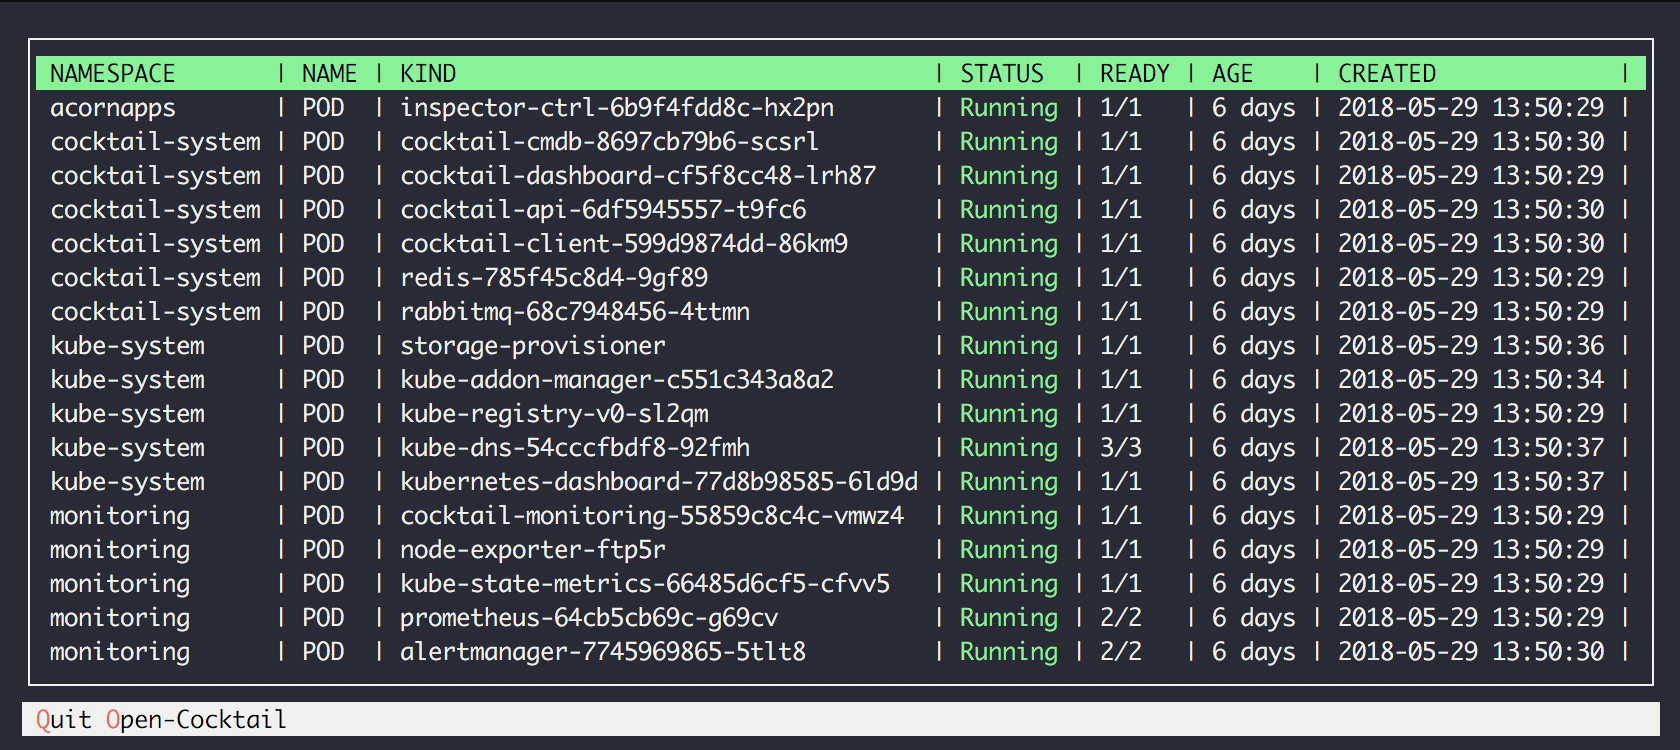 NAMESPACE | NAME | KIND | STATUS | READY | AGE | CREATED |
acornapps | POD | inspector-ctrl-6b9f4fdd8c-hx2pn | Running | 1/1 | 6 days | 2018-05-29 13:50:29 |
cocktail-system | POD | cocktail-cmdb-8697cb79b6-scsrl | Running | 1/1 | 6 days | 2018-05-29 13:50:30 |
cocktail-system | POD | cocktail-dashboard-cf5f8cc48-lrh87 | Running | 1/1 | 6 days | 2018-05-29 13:50:29 |
cocktail-system | POD | cocktail-api-6df5945557-t9fc6 | Running | 1/1 | 6 days | 2018-05-29 13:50:30 |
cocktail-system | POD | cocktail-client-599d9874dd-86km9 | Running | 1/1 | 6 days | 2018-05-29 13:50:30 |
cocktail-system | POD | redis-785f45c8d4-9gf89 | Running | 1/1 | 6 days | 2018-05-29 13:50:29 |
cocktail-system | POD | rabbitmq-68c7948456-4ttmn | Running | 1/1 | 6 days | 2018-05-29 13:50:29 |
kube-system | POD | storage-provisioner | Running | 1/1 | 6 days | 2018-05-29 13:50:36 |
kube-system | POD | kube-addon-manager-c551c343a8a2 | Running | 1/1 | 6 days | 2018-05-29 13:50:34 |
kube-system | POD | kube-registry-v0-sl2qm | Running | 1/1 | 6 days | 2018-05-29 13:50:29 |
kube-system | POD | kube-dns-54cccfbdf8-92fmh | Running | 3/3 | 6 days | 2018-05-29 13:50:37 |
kube-system | POD | kubernetes-dashboard-77d8b98585-6ld9d | Running | 1/1 | 6 days | 2018-05-29 13:50:37 |
monitoring | POD | cocktail-monitoring-55859c8c4c-vmwz4 | Running | 1/1 | 6 days | 2018-05-29 13:50:29 |
monitoring | POD | node-exporter-ftp5r | Running | 1/1 | 6 days | 2018-05-29 13:50:29 |
monitoring | POD | kube-state-metrics-66485d6cf5-cfvv5 | Running | 1/1 | 6 days | 2018-05-29 13:50:29 |
monitoring | POD | prometheus-64cb5cb69c-g69cv | Running | 2/2 | 6 days | 2018-05-29 13:50:29 |
monitoring | POD | alertmanager-7745969865-5tlt8 | Running | 2/2 | 6 days | 2018-05-29 13:50:30 |
Quit Open-Cocktail